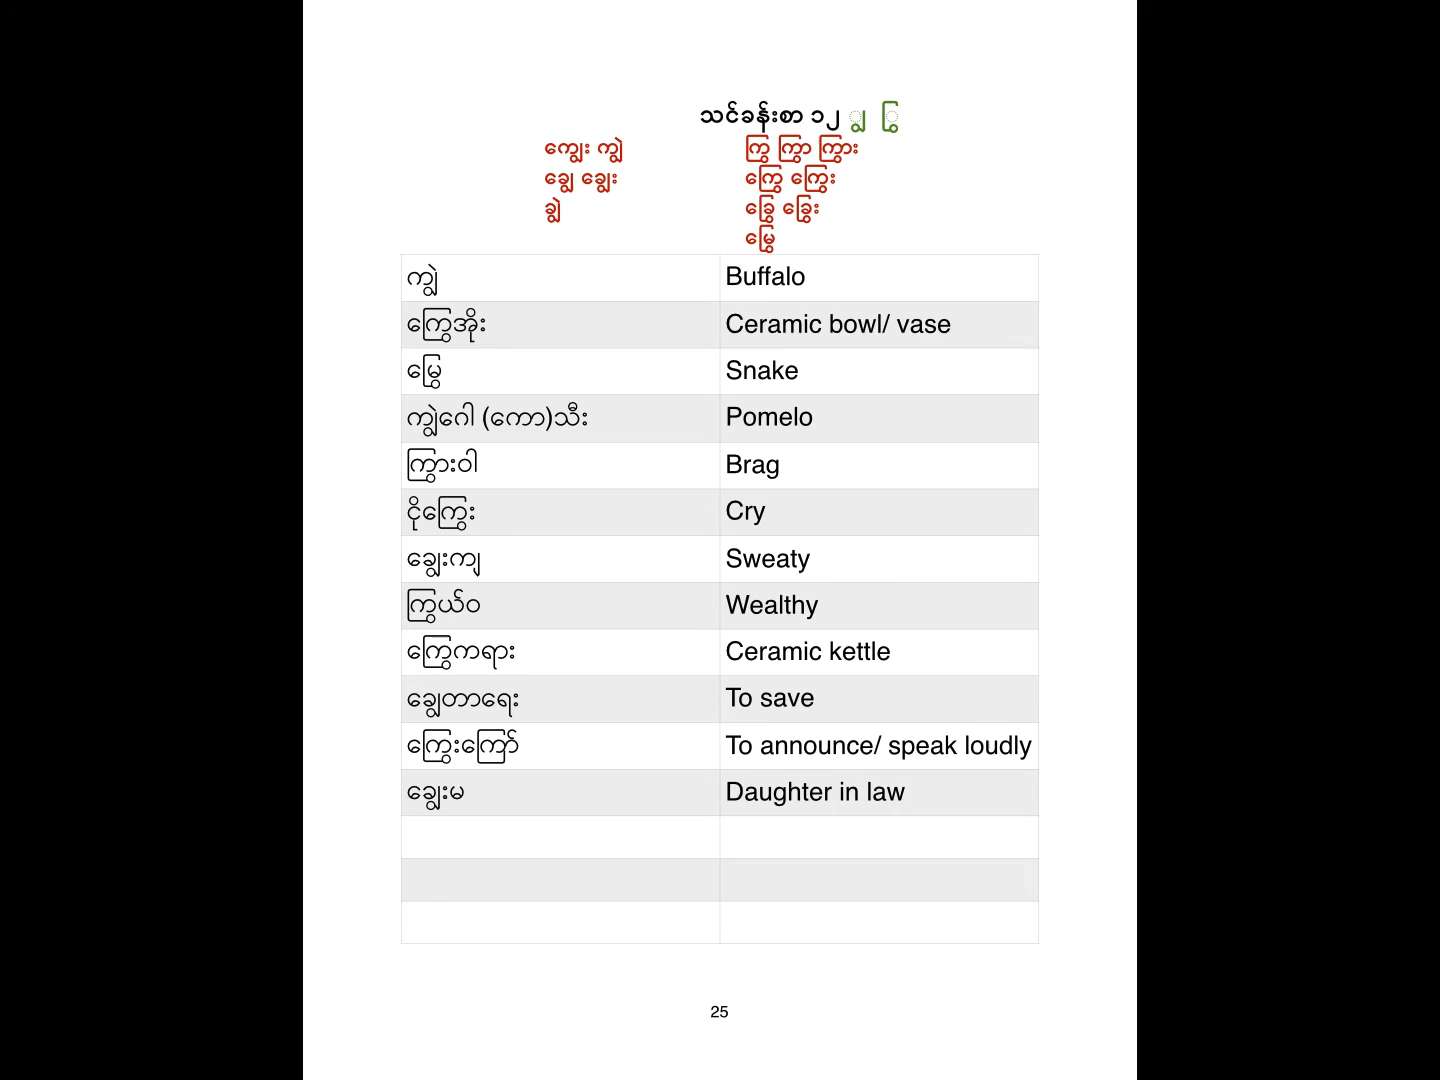 သင်ခန်းစာ ၁၂ ျွ ြွ
ကျွေး ကျွဲ
ချွေ ချွေး
ချွဲ
ကြွ ကြွာ ကြွား
ကြွေ ကြွေး
ခြွေ ခြွေး
မြွေ
ကျွဲ Buffalo
ကြွေအိုး Ceramic bowl/ vase
မြွေ Snake
ကျွဲဂေါ (ကော)သီး Pomelo
ကြွားဝါ Brag
ငိုကြွေး Cry
ချွေးကျ Sweaty
ကြွယ်ဝ Wealthy
ကြွေကရား Ceramic kettle
ချွေတာရေး To save
ကြွေးကြော် To announce/ speak loudly
ချွေးမ Daughter in law
25